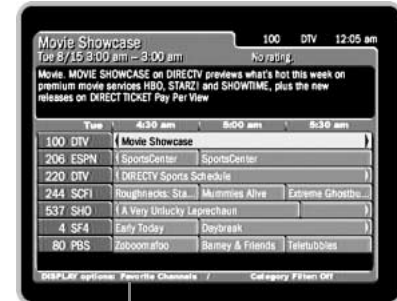 Movie Showcase 100 DTV 12:05 am
Tue 8/15 3:00 am – 3:00 am No rating.
Movie. MOVIE SHOWCASE on DIRECTV previews what's hot this week on
premium movie services HBO, STARZ! and SHOWTIME, plus the new
releases on DIRECT TICKET Pay Per View
Tue 4:30 am 5:00 am 5:30 am
100 DTV Movie Showcase
206 ESPN SportsCenter SportsCenter
220 DTV DIRECTV Sports Schedule
244 SCFI Roughnecks: Sta... Mummies Alive Extreme Ghostbu...
537 SHO A Very Unlucky Leprechaun
4 SF4 Early Today Daybreak
80 PBS Zoboomafoo Barney & Friends Teletubbies
DISPLAY options: Favorite Channels / Category Filter: Off